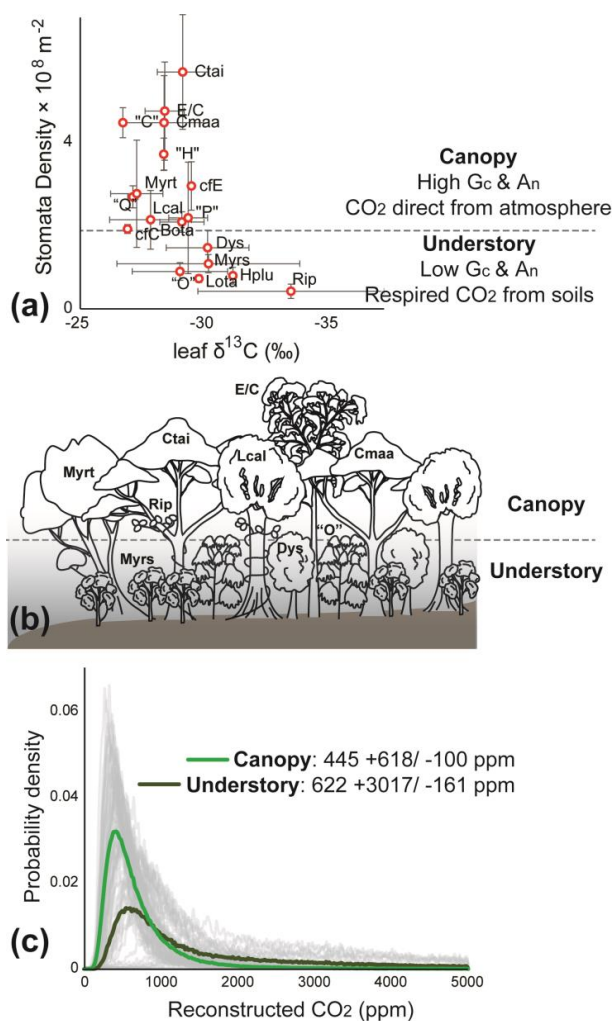 Stomata Density × 10⁸ m⁻²
4
0
Ctai
E/C
"C"
Cmaa
"H"
Myrt
cfE
"Q"
Lcal
"P"
cfC
Bota
Dys
Myrs
"O"
Lota
Hplu
Rip
Canopy
High Gc & An
CO2 direct from atmosphere
Understory
Low Gc & An
Respired CO2 from soils
(a)
-25
-30
-35
leaf δ¹³C (‰)
E/C
Ctai
Lcal
Cmaa
Myrt
Rip
Canopy
"O"
Dys
Myrs
Understory
(b)
Probability density
0.06
0.04
0.02
0
Canopy: 445 +618/ -100 ppm
Understory: 622 +3017/ -161 ppm
(c)
0
1000
2000
3000
4000
5000
Reconstructed CO2 (ppm)